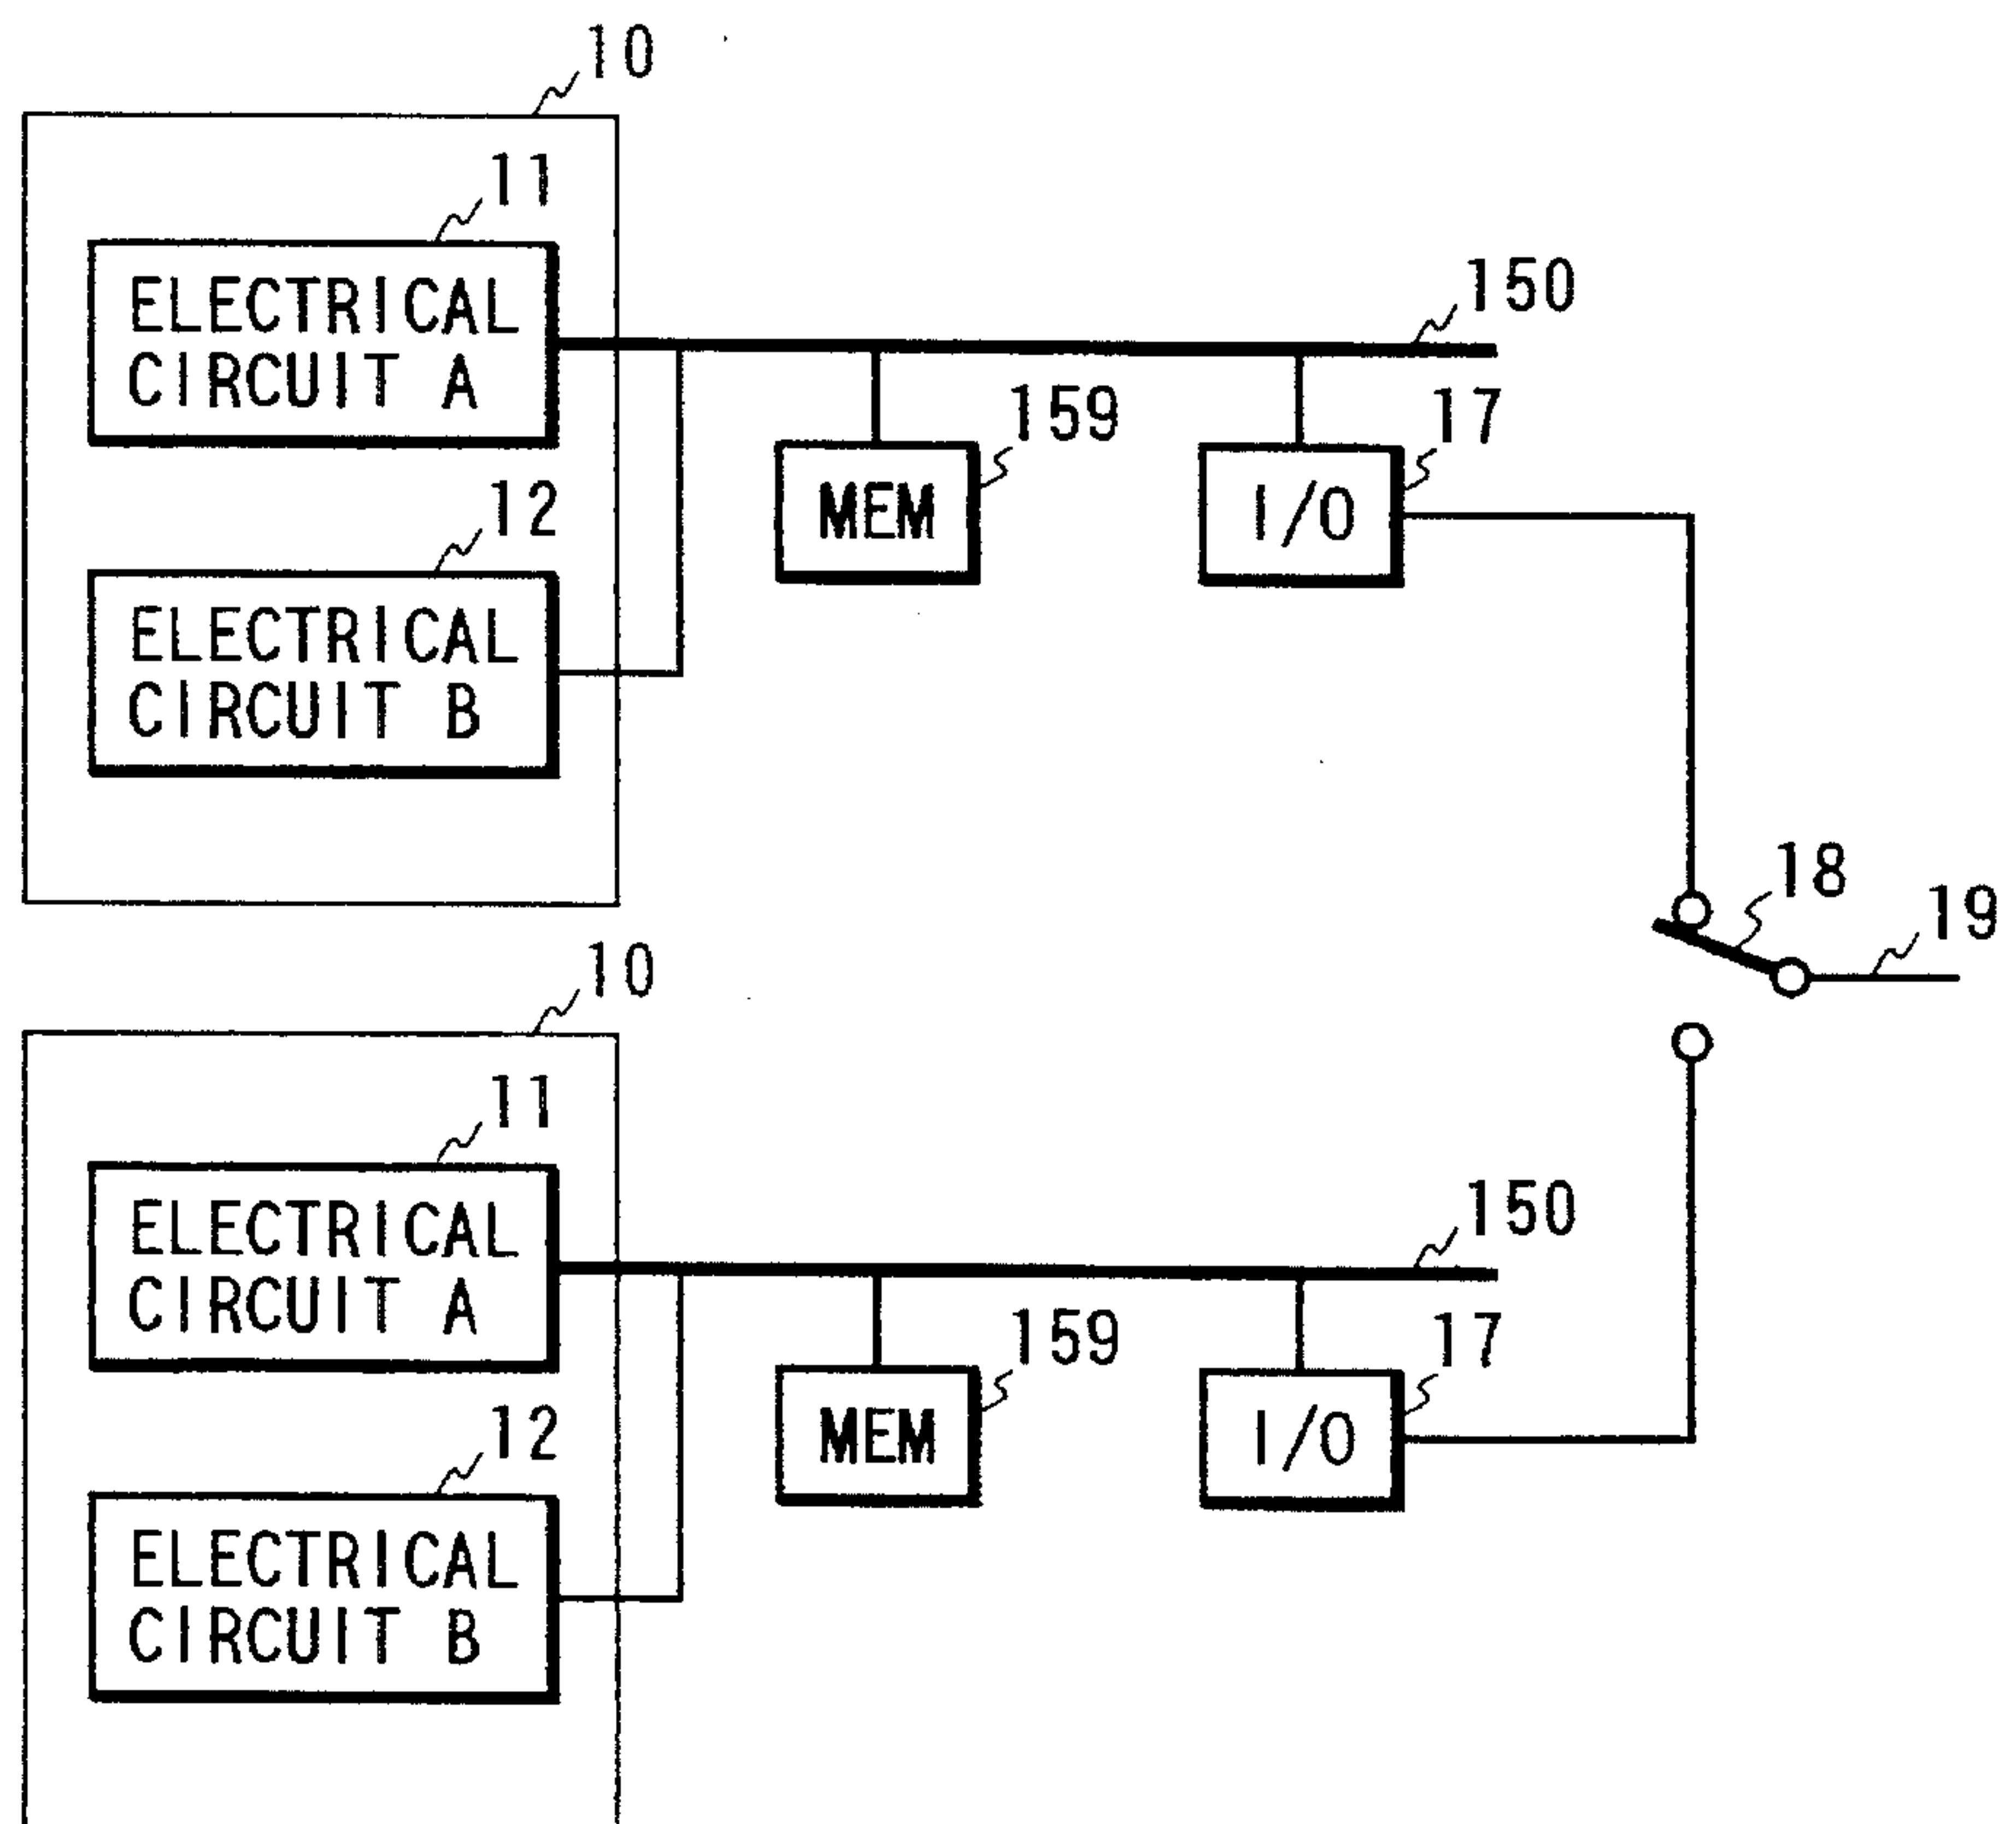 10
11
ELECTRICAL
CIRCUIT A
150
159
17
MEM
I/O
12
ELECTRICAL
CIRCUIT B
18
19
10
11
ELECTRICAL
CIRCUIT A
150
159
17
MEM
I/O
12
ELECTRICAL
CIRCUIT B